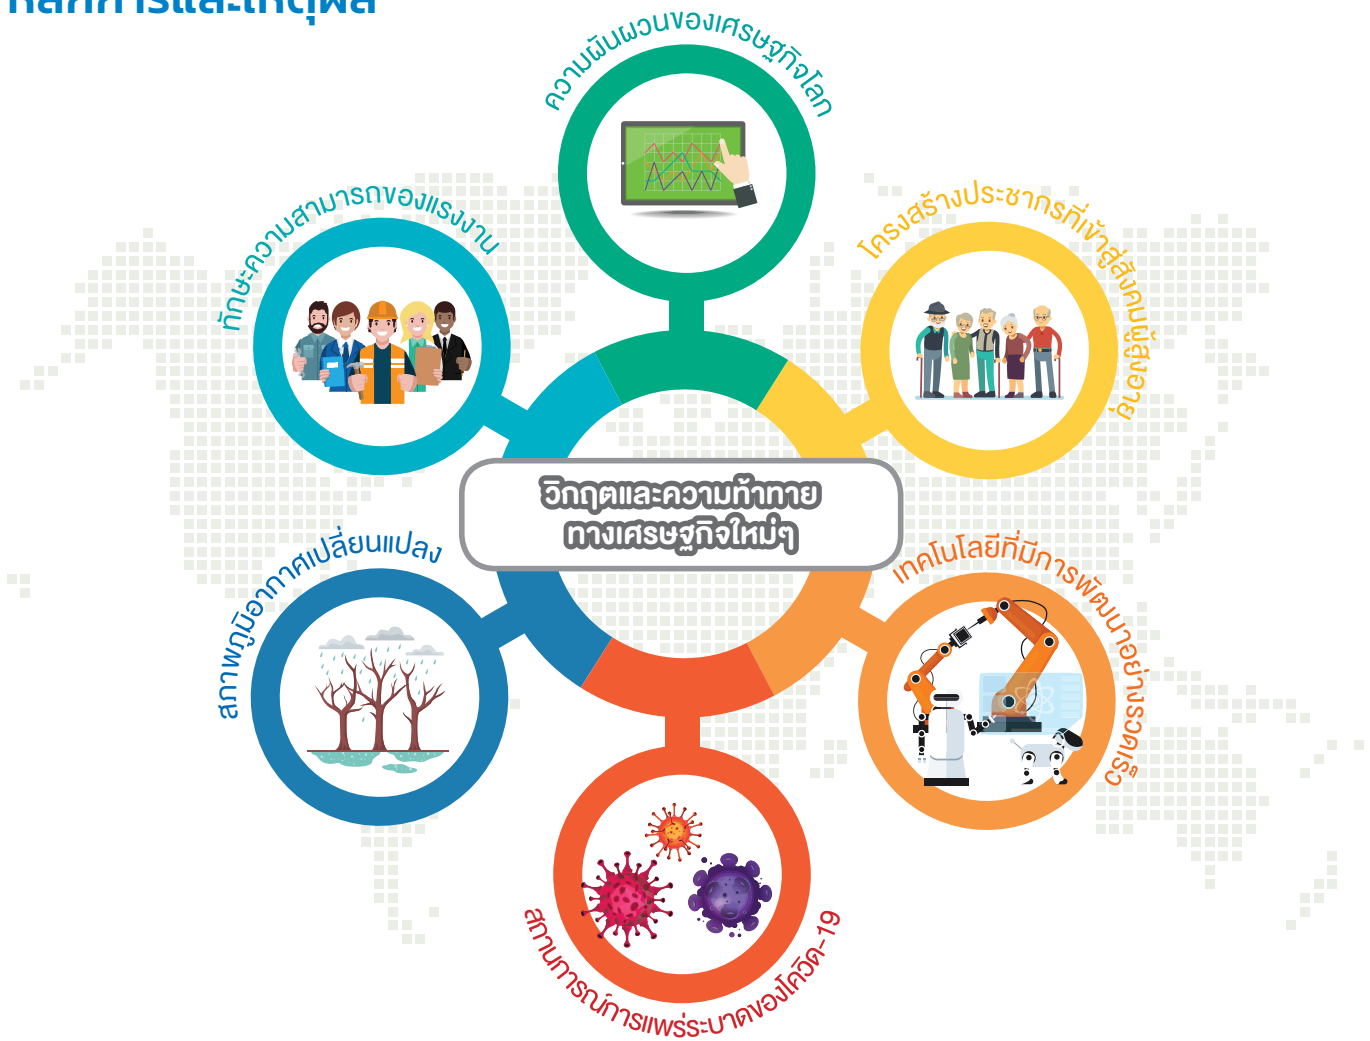 หลักการและเหตุผล
ความผันผวนของเศรษฐกิจโลก
ทักษะความสามารถของแรงงาน
โครงสร้างประชากรที่เข้าสู่สังคมผู้สูงอายุ
วิกฤตและความท้าทาย
ทางเศรษฐกิจใหม่ๆ
สภาพภูมิอากาศเปลี่ยนแปลง
เทคโนโลยีที่มีการพัฒนาอย่างรวดเร็ว
สถานการณ์การแพร่ระบาดของโควิด-19